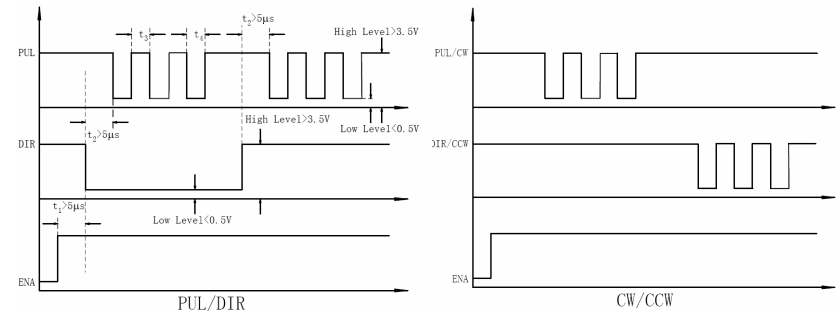 t₂>5μs
High Level>3.5V
PUL
t₃
t₄
Low Level<0.5V
t₂>5μs
High Level>3.5V
DIR
t₁>5μs
Low Level<0.5V
ENA
PUL/DIR
PUL/CW
DIR/CCW
ENA
CW/CCW